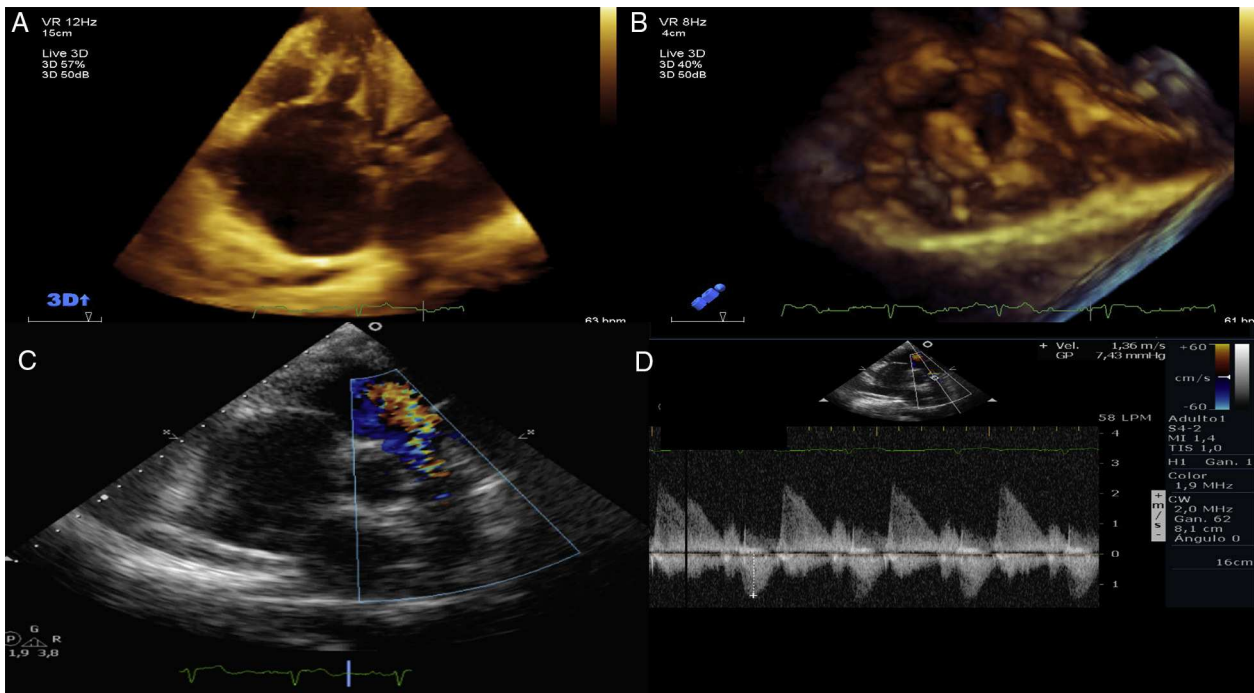 A
VR 12Hz
15cm
Live 3D
3D 57%
3D 50dB
3D
63 bpm
B
VR 8Hz
4cm
Live 3D
3D 40%
3D 50dB
61 bpm
C
P
G
R
1,9
3,8
D
+ Vel. 1,36 m/s
GP 7,43 mmHg
+60
cm/s
-60
58 LPM
Adulto1
S4-2
MI 1,4
TIS 1,0
H1 Gan. 1
Color
1,9 MHz
CW
2,0 MHz
Gan. 62
8,1 cm
Ángulo 0
16cm
4
3
2
1
0
1
+
m/s
-